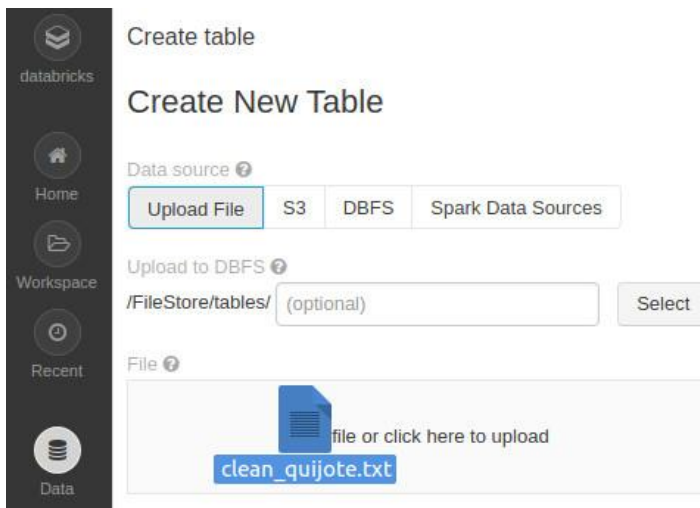 databricks
Home
Workspace
Recent
Data
Create table
Create New Table
Data source
Upload File S3 DBFS Spark Data Sources
Upload to DBFS
/FileStore/tables/ (optional) Select
File
file or click here to upload
clean_quijote.txt